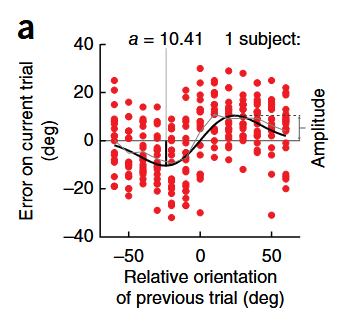 a
a = 10.41 1 subject:
40
20
0
−20
−40
Error on current trial
(deg)
Amplitude
−50 0 50
Relative orientation
of previous trial (deg)